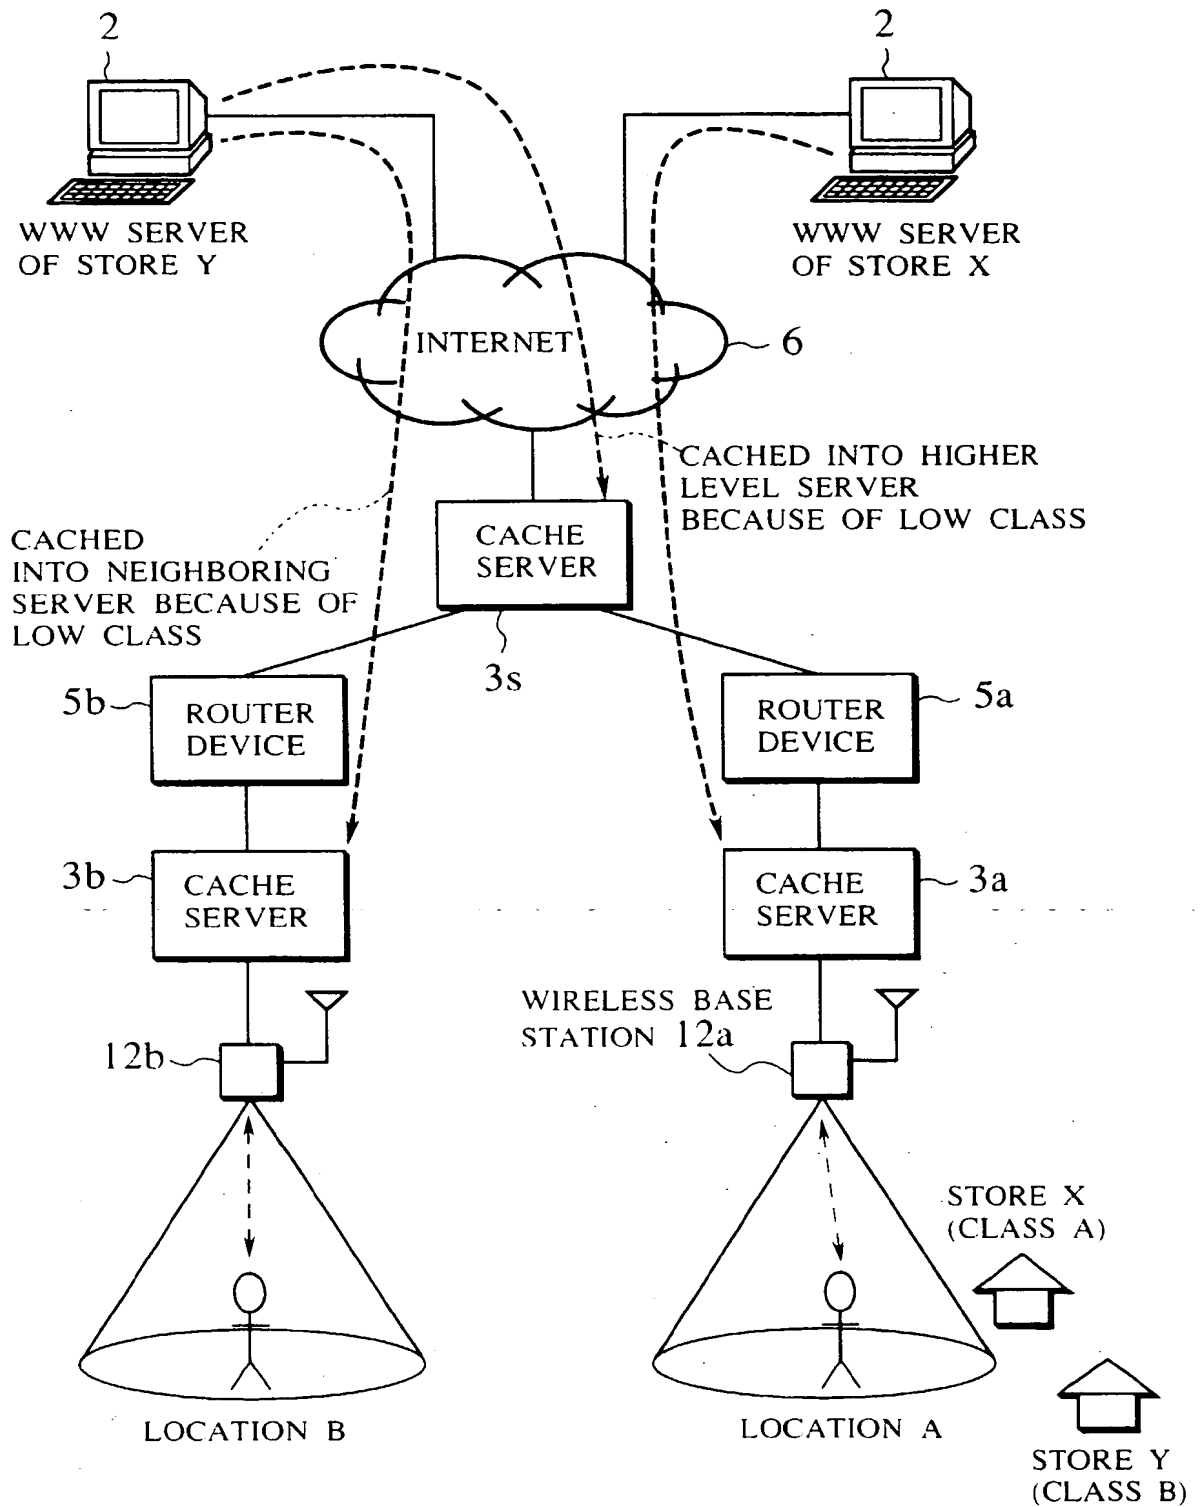 2
2
WWW SERVER
OF STORE Y
WWW SERVER
OF STORE X
INTERNET
6
CACHED INTO HIGHER
LEVEL SERVER
BECAUSE OF LOW CLASS
CACHE
SERVER
CACHED
INTO NEIGHBORING
SERVER BECAUSE OF
LOW CLASS
3s
5b
ROUTER
DEVICE
ROUTER
DEVICE
5a
3b
CACHE
SERVER
CACHE
SERVER
3a
WIRELESS BASE
STATION 12a
12b
STORE X
(CLASS A)
LOCATION B
LOCATION A
STORE Y
(CLASS B)